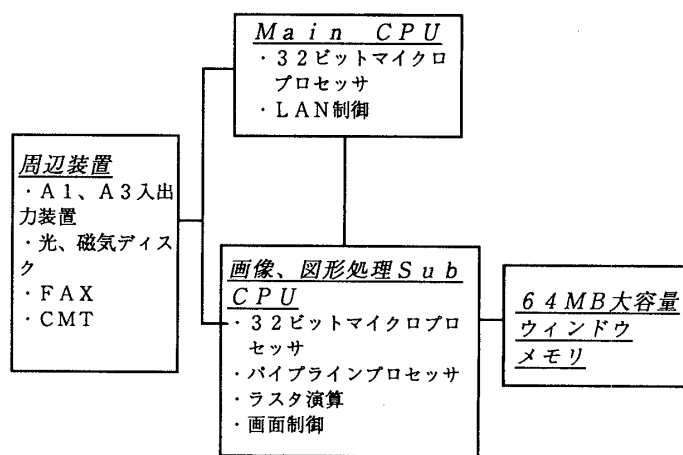 Main CPU
・32ビットマイクロ
プロセッサ
・LAN制御
周辺装置
・A1、A3入出
力装置
・光、磁気ディス
ク
・FAX
・CMT
画像、図形処理Sub
CPU
・32ビットマイクロプロ
セッサ
・パイプラインプロセッサ
・ラスタ演算
・画面制御
64MB大容量
ウィンドウ
メモリ